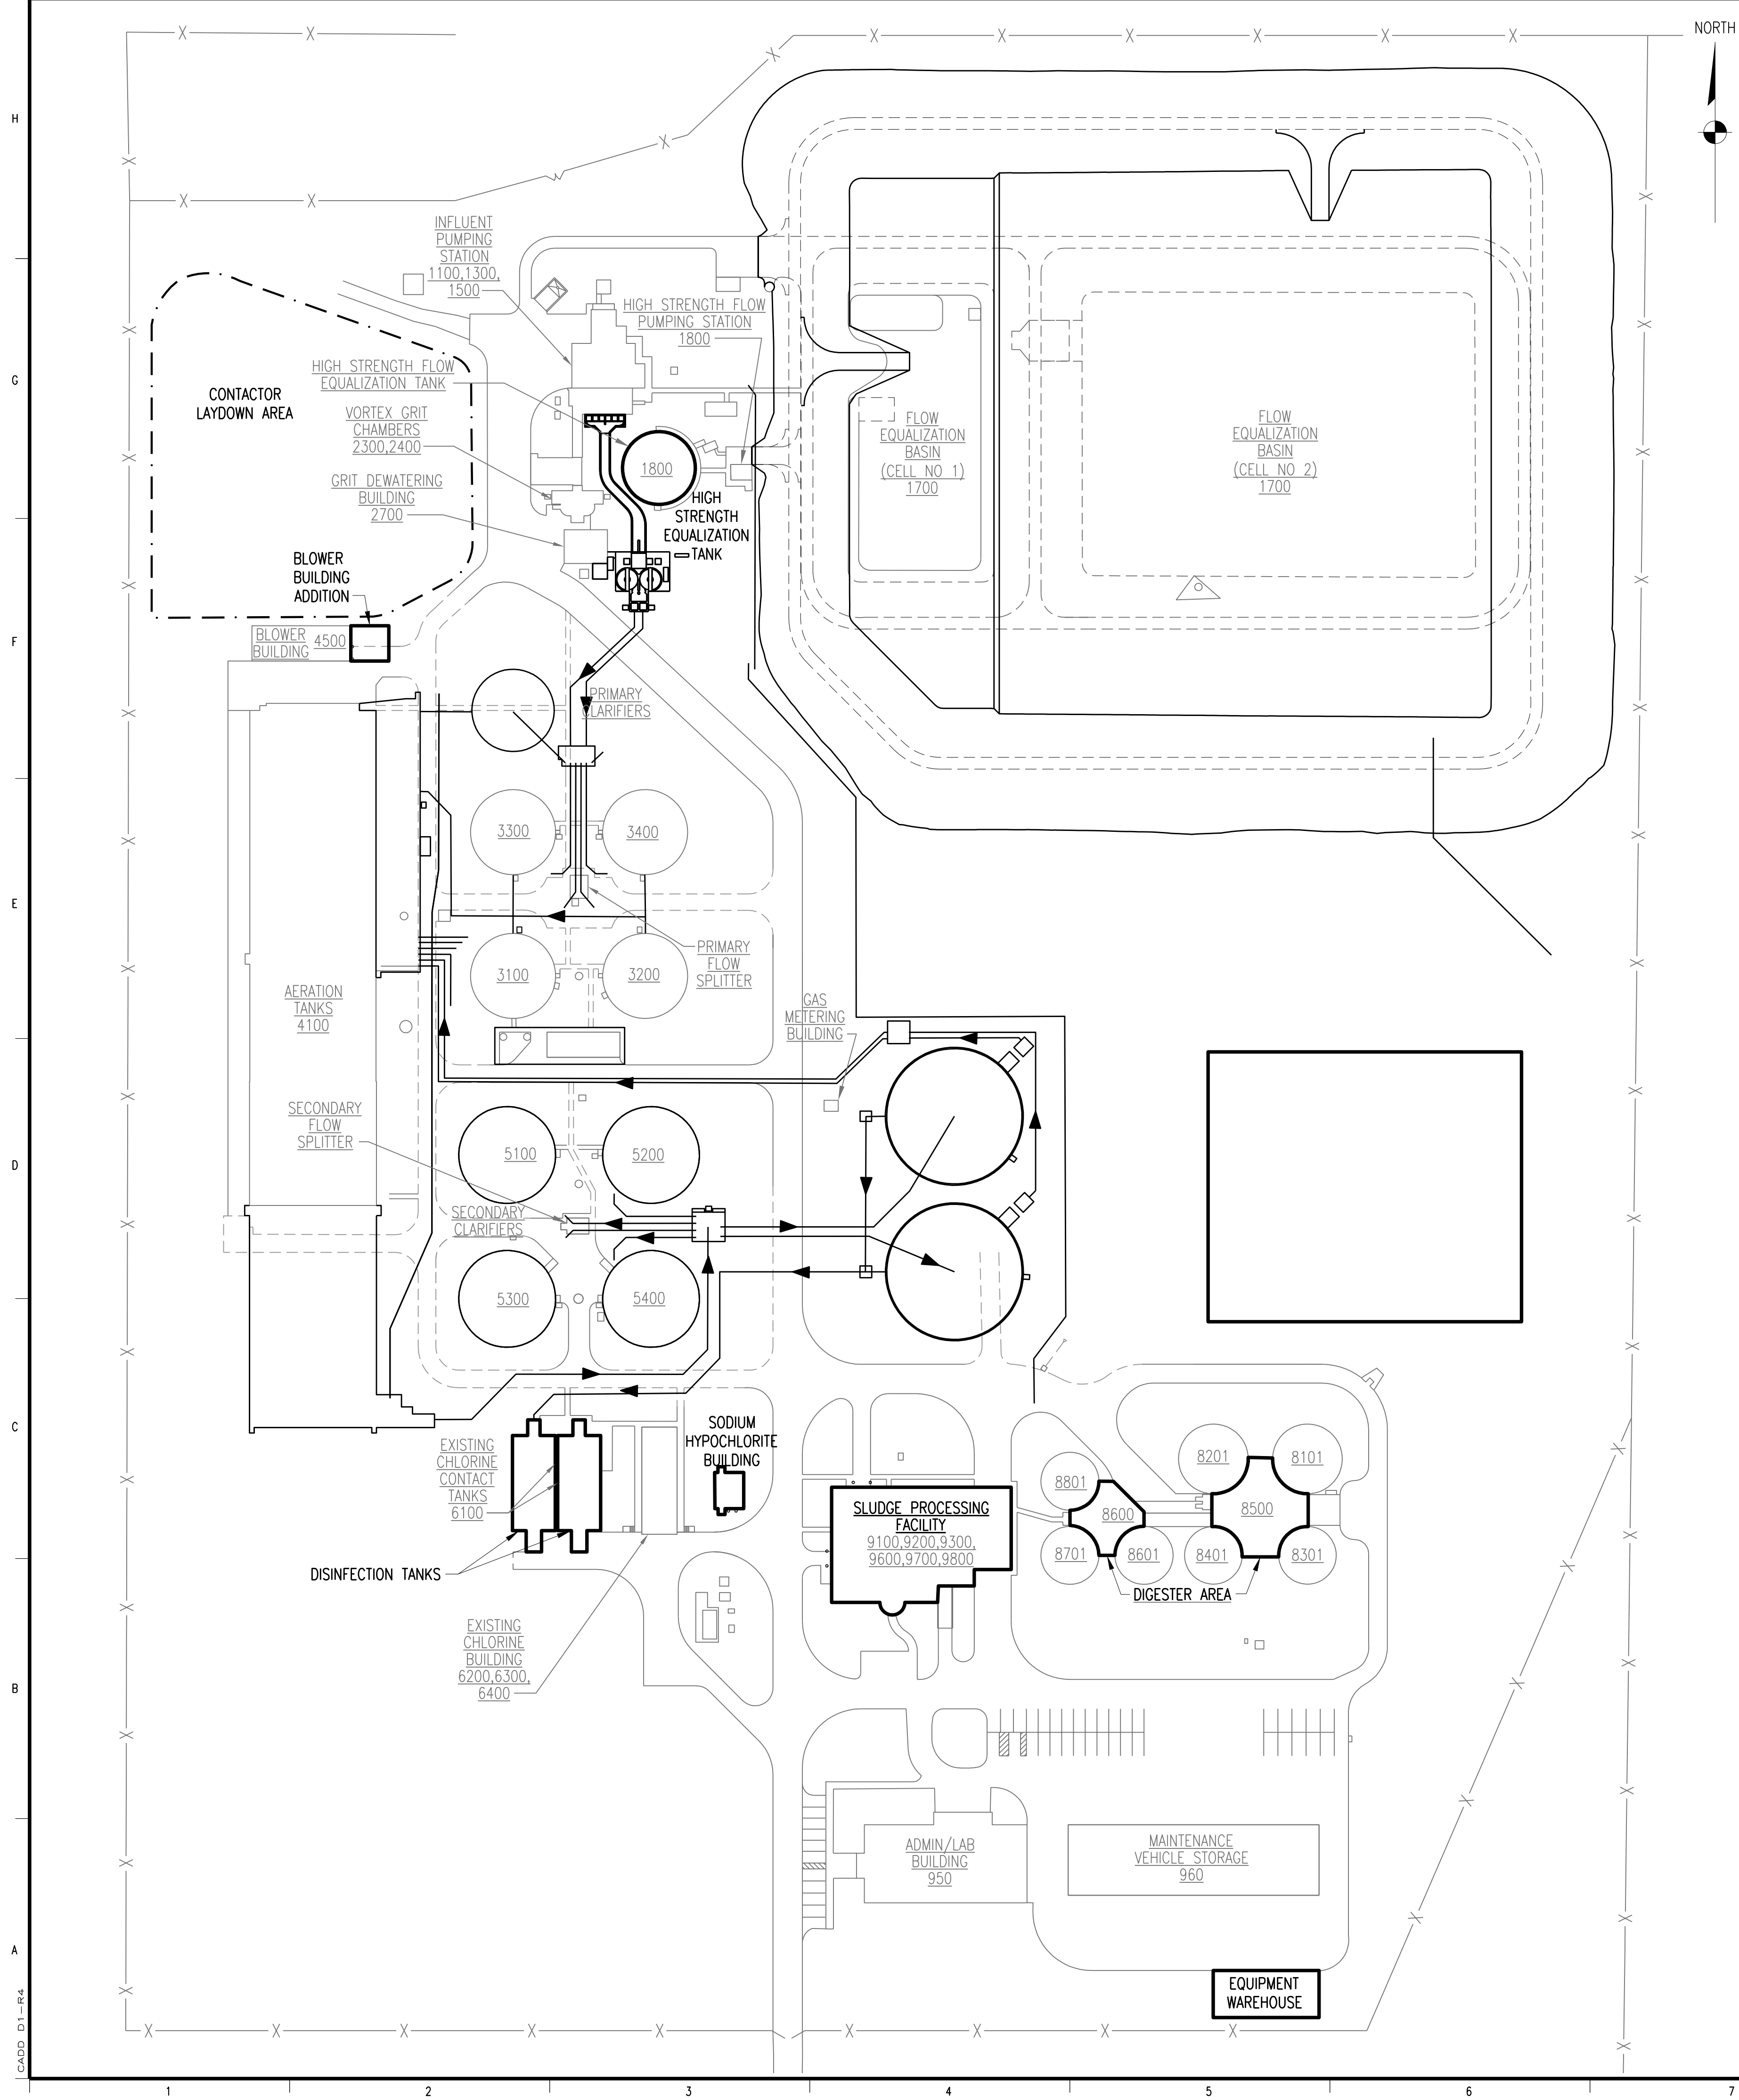 NORTH
H
INFLUENT
PUMPING
STATION
1100,1300,
1500
HIGH STRENGTH FLOW
PUMPING STATION
1800
G
HIGH STRENGTH FLOW
EQUALIZATION TANK
CONTACTOR
LAYDOWN AREA
VORTEX GRIT
CHAMBERS
2300,2400
GRIT DEWATERING
BUILDING
2700
1800
HIGH
STRENGTH
EQUALIZATION
TANK
FLOW
EQUALIZATION
BASIN
(CELL NO 1)
1700
FLOW
EQUALIZATION
BASIN
(CELL NO 2)
1700
BLOWER
BUILDING
ADDITION
F
BLOWER
BUILDING
4500
PRIMARY
CLARIFIERS
3300
3400
E
3100
3200
PRIMARY
FLOW
SPLITTER
AERATION
TANKS
4100
GAS
METERING
BUILDING
SECONDARY
FLOW
SPLITTER
D
5100
5200
SECONDARY
CLARIFIERS
5300
5400
C
EXISTING
CHLORINE
CONTACT
TANKS
6100
SODIUM
HYPOCHLORITE
BUILDING
SLUDGE PROCESSING
FACILITY
9100,9200,9300,
9600,9700,9800
8801
8600
8701
8601
8201
8101
8500
8401
8301
DIGESTER AREA
DISINFECTION TANKS
EXISTING
CHLORINE
BUILDING
6200,6300,
6400
B
ADMIN/LAB
BUILDING
950
MAINTENANCE
VEHICLE STORAGE
960
A
EQUIPMENT
WAREHOUSE
CADD D1-R4
1
2
3
4
5
6
7